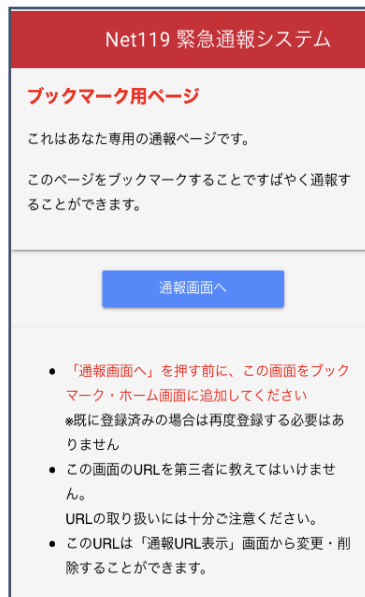 Net119 緊急通報システム
ブックマーク用ページ
これはあなた専用の通報ページです。
このページをブックマークすることですばやく通報す
ることができます。
通報画面へ
• 「通報画面へ」を押す前に、この画面をブック
マーク・ホーム画面に追加してください
※既に登録済みの場合は再度登録する必要はあ
りません
• この画面のURLを第三者に教えてはいけませ
ん。
URLの取り扱いには十分ご注意ください。
• このURLは「通報URL表示」画面から変更・削
除することができます。